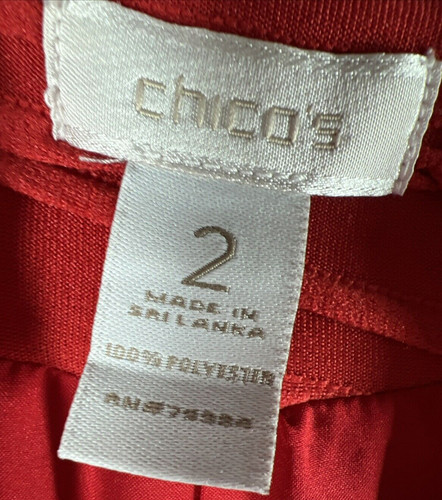 chico's
2
MADE IN
SRI LANKA
100% POLYESTER